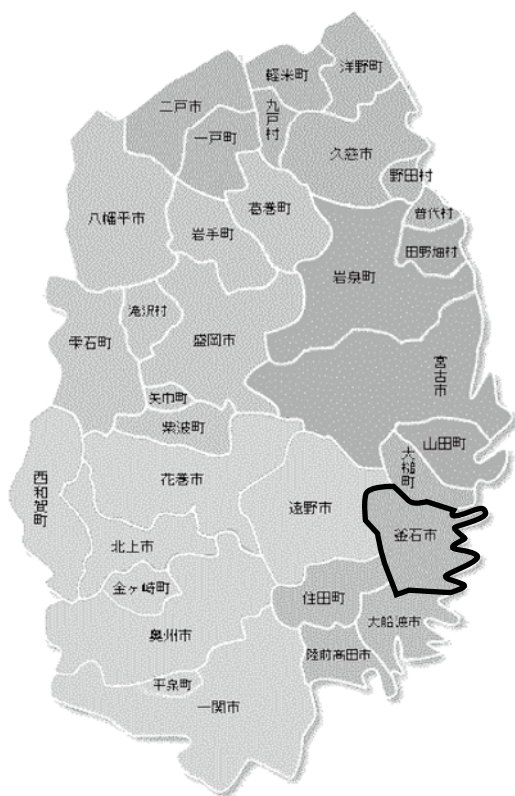 軽米町
洋野町
二戸市
九戸村
一戸町
久慈市
野田村
八幡平市
葛巻町
普代村
岩手町
田野畑村
岩泉町
滝沢村
雫石町
盛岡市
宮古市
矢巾町
紫波町
山田町
大槌町
西和賀町
花巻市
遠野市
釜石市
北上市
金ヶ崎町
住田町
大船渡市
奥州市
陸前高田市
平泉町
一関市